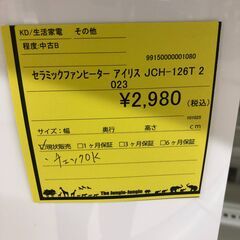 KD/生活家電 その他
程度:中古B
99150000001080
セラミックファンヒーター アイリス JCH-126T 2
023
¥2,980 (税込)
サイズ:幅 奥行 高さ cm
現状販売 □1ヶ月保証 □3ヶ月保証 □6ヶ月保証
・チェックOK
The Jungle-Jungle